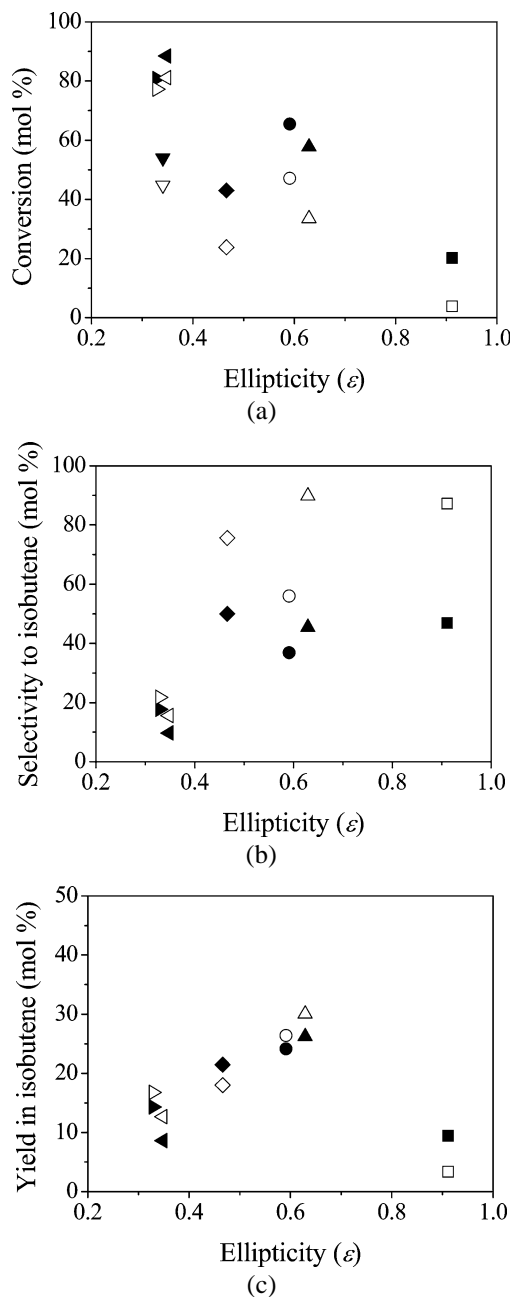 100
80
60
40
20
0
Conversion (mol %)
0.2 0.4 0.6 0.8 1.0
Ellipticity (ε)
(a)
100
80
60
40
20
0
Selectivity to isobutene (mol %)
0.2 0.4 0.6 0.8 1.0
Ellipticity (ε)
(b)
50
40
30
20
10
0
Yield in isobutene (mol %)
0.2 0.4 0.6 0.8 1.0
Ellipticity (ε)
(c)